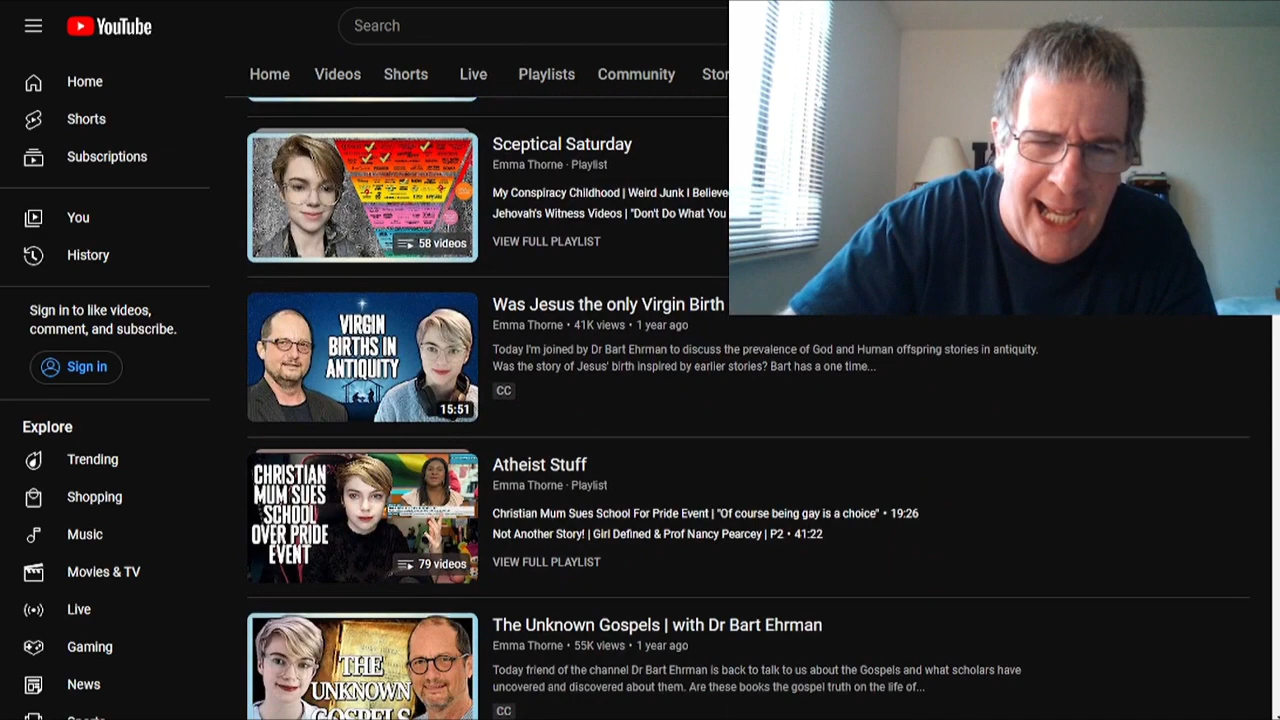 YouTube
Search
Home
Videos
Shorts
Live
Playlists
Community
Home
Shorts
Subscriptions
You
History
Sign in to like videos,
comment, and subscribe.
Sign in
Explore
Trending
Shopping
Music
Movies & TV
Live
Gaming
News
58 videos
Sceptical Saturday
Emma Thorne · Playlist
My Conspiracy Childhood | Weird Junk I Believe
Jehovah's Witness Videos | "Don't Do What You
VIEW FULL PLAYLIST
VIRGIN
BIRTHS IN
ANTIQUITY
15:51
Was Jesus the only Virgin Birth
Emma Thorne • 41K views • 1 year ago
Today I'm joined by Dr Bart Ehrman to discuss the prevalence of God and Human offspring stories in antiquity.
Was the story of Jesus' birth inspired by earlier stories? Bart has a one time...
CC
CHRISTIAN
MUM SUES
SCHOOL
OVER PRIDE
EVENT
79 videos
Atheist Stuff
Emma Thorne · Playlist
Christian Mum Sues School For Pride Event | "Of course being gay is a choice" • 19:26
Not Another Story! | Girl Defined & Prof Nancy Pearcey | P2 • 41:22
VIEW FULL PLAYLIST
THE
UNKNOWN
GOSPELS
The Unknown Gospels | with Dr Bart Ehrman
Emma Thorne • 55K views • 1 year ago
Today friend of the channel Dr Bart Ehrman is back to talk to us about the Gospels and what scholars have
uncovered and discovered about them. Are these books the gospel truth on the life of...
CC